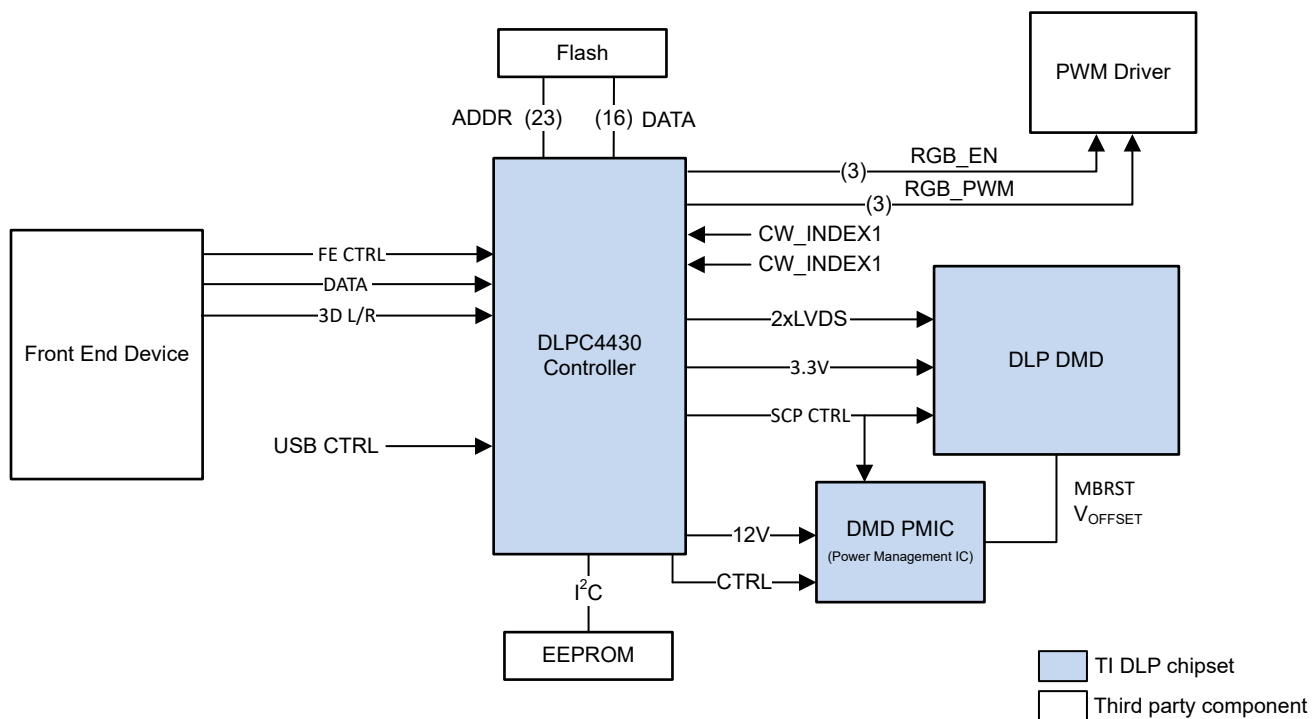 Flash
PWM Driver
ADDR (23) (16) DATA
RGB_EN
(3)
RGB_PWM
(3)
CW_INDEX1
CW_INDEX1
Front End Device
FE CTRL
DATA
3D L/R
USB CTRL
DLPC4430
Controller
2xLVDS
3.3V
SCP CTRL
DLP DMD
MBRST
VOFFSET
12V
CTRL
DMD PMIC
(Power Management IC)
I²C
EEPROM
TI DLP chipset
Third party component